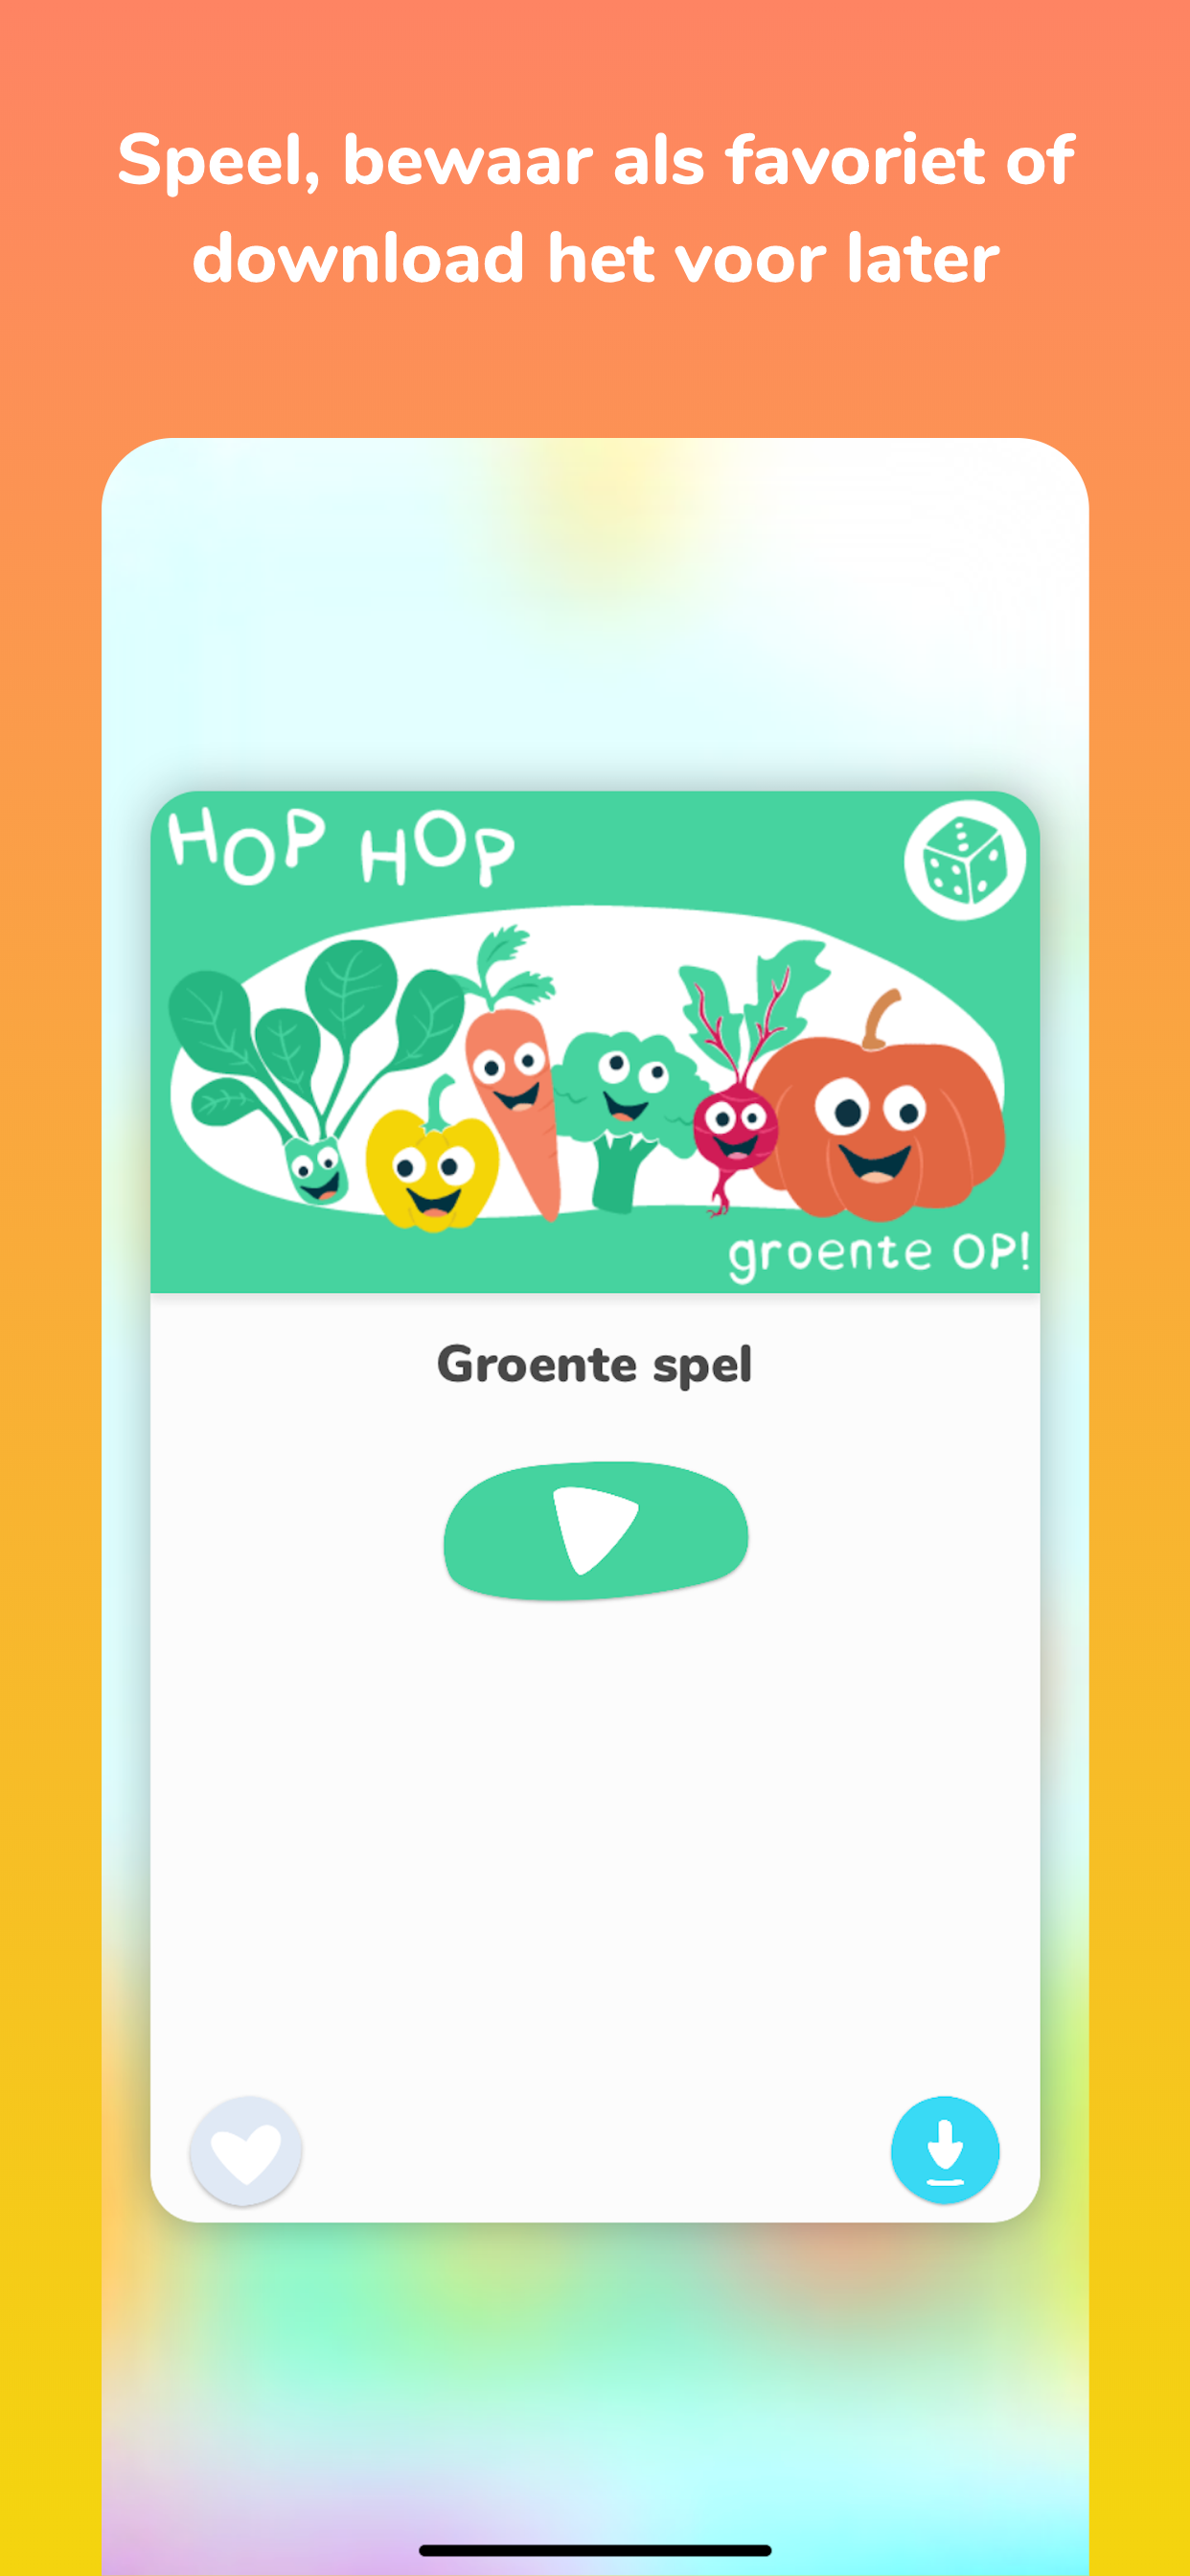 Speel, bewaar als favoriet of
download het voor later
HOP HOP
groente OP!
Groente spel